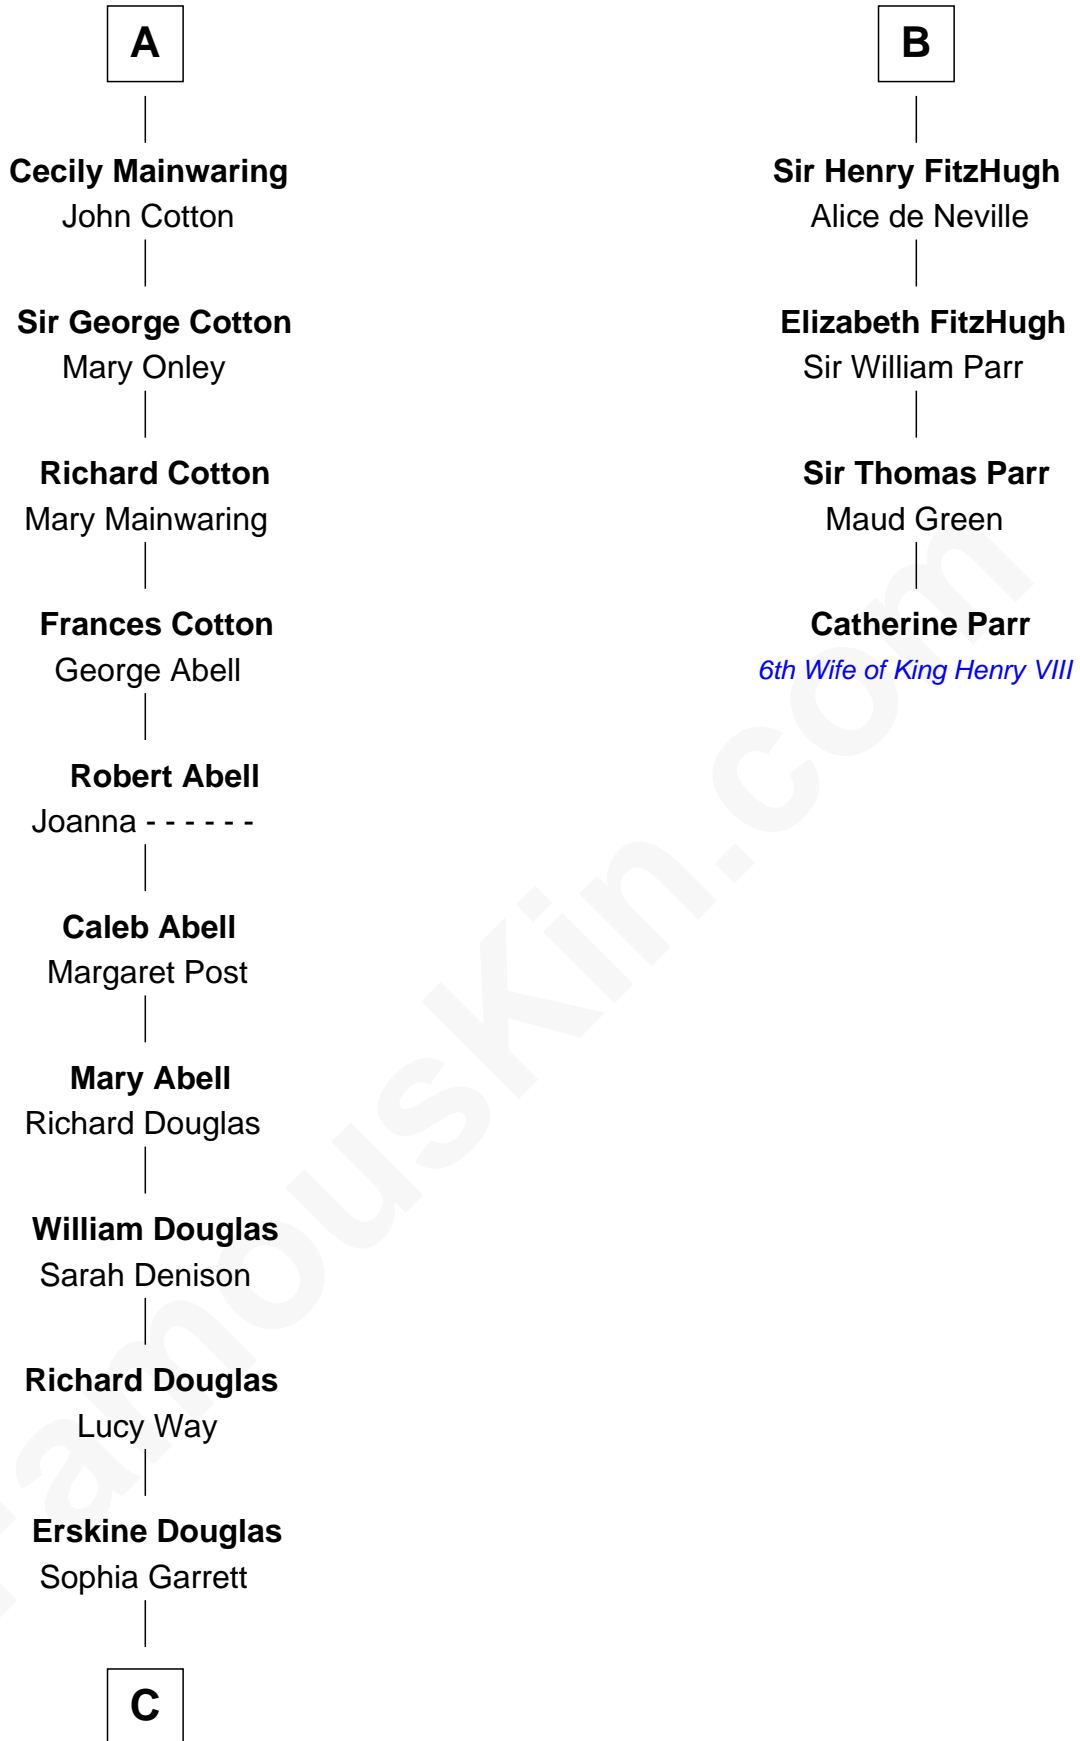 A
Cecily Mainwaring
John Cotton
Sir George Cotton
Mary Onley
Richard Cotton
Mary Mainwaring
Frances Cotton
George Abell
Robert Abell
Joanna - - - - - -
Caleb Abell
Margaret Post
Mary Abell
Richard Douglas
William Douglas
Sarah Denison
Richard Douglas
Lucy Way
Erskine Douglas
Sophia Garrett
C
B
Sir Henry FitzHugh
Alice de Neville
Elizabeth FitzHugh
Sir William Parr
Sir Thomas Parr
Maud Green
Catherine Parr
6th Wife of King Henry VIII
FamousKin.com